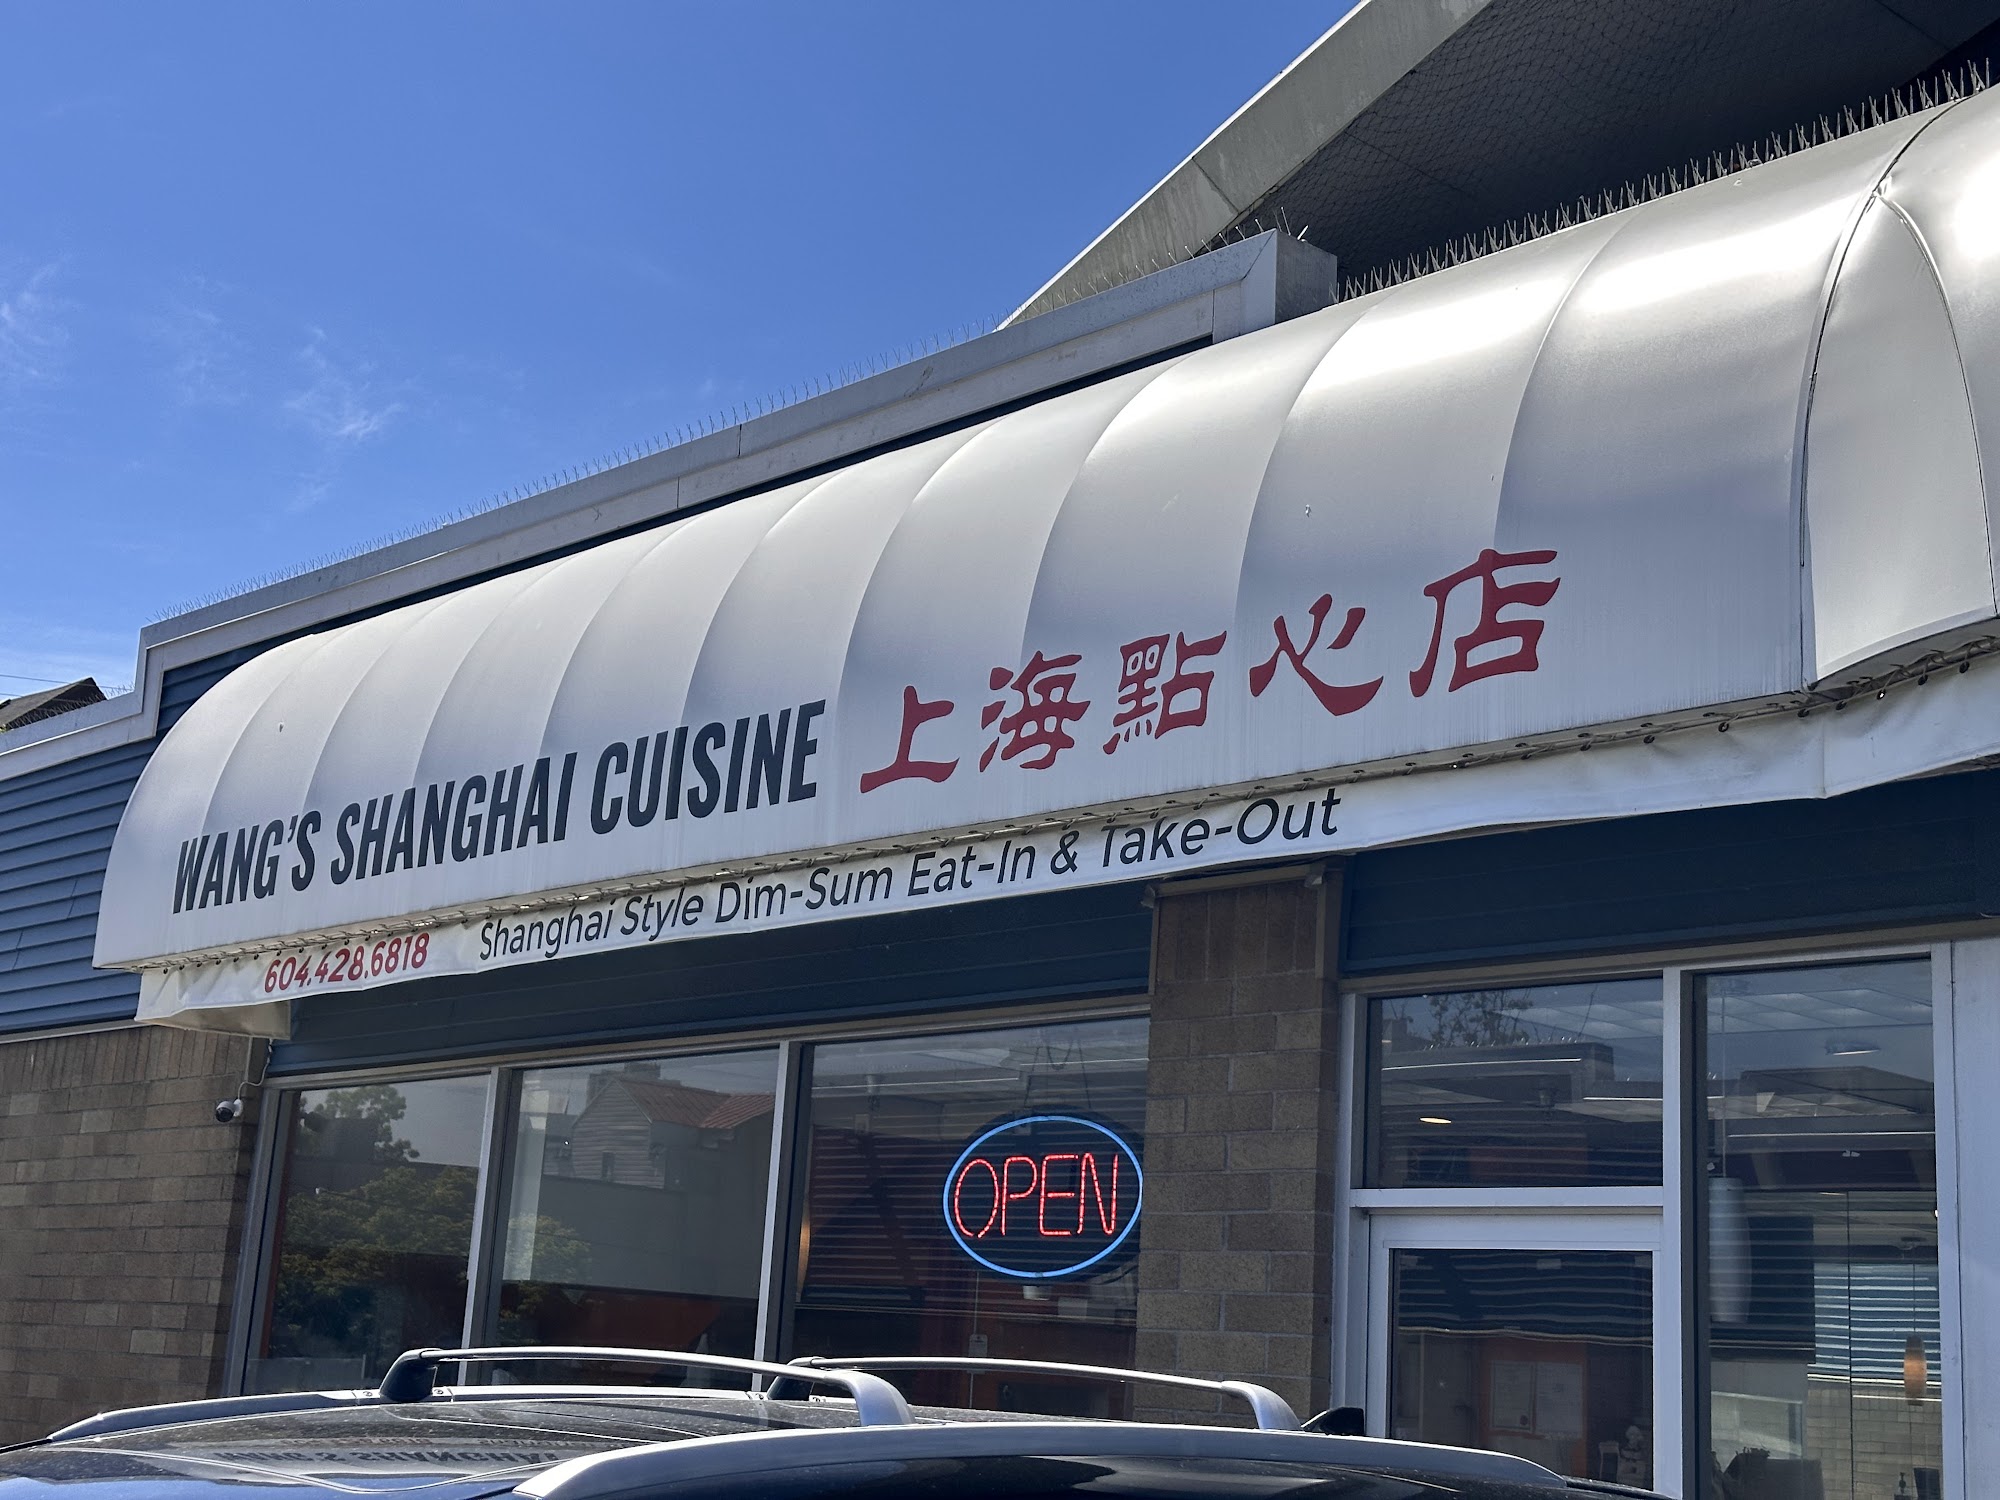 WANG'S SHANGHAI CUISINE 上海點心店
604.428.6818 Shanghai Style Dim-Sum Eat-In & Take-Out
OPEN